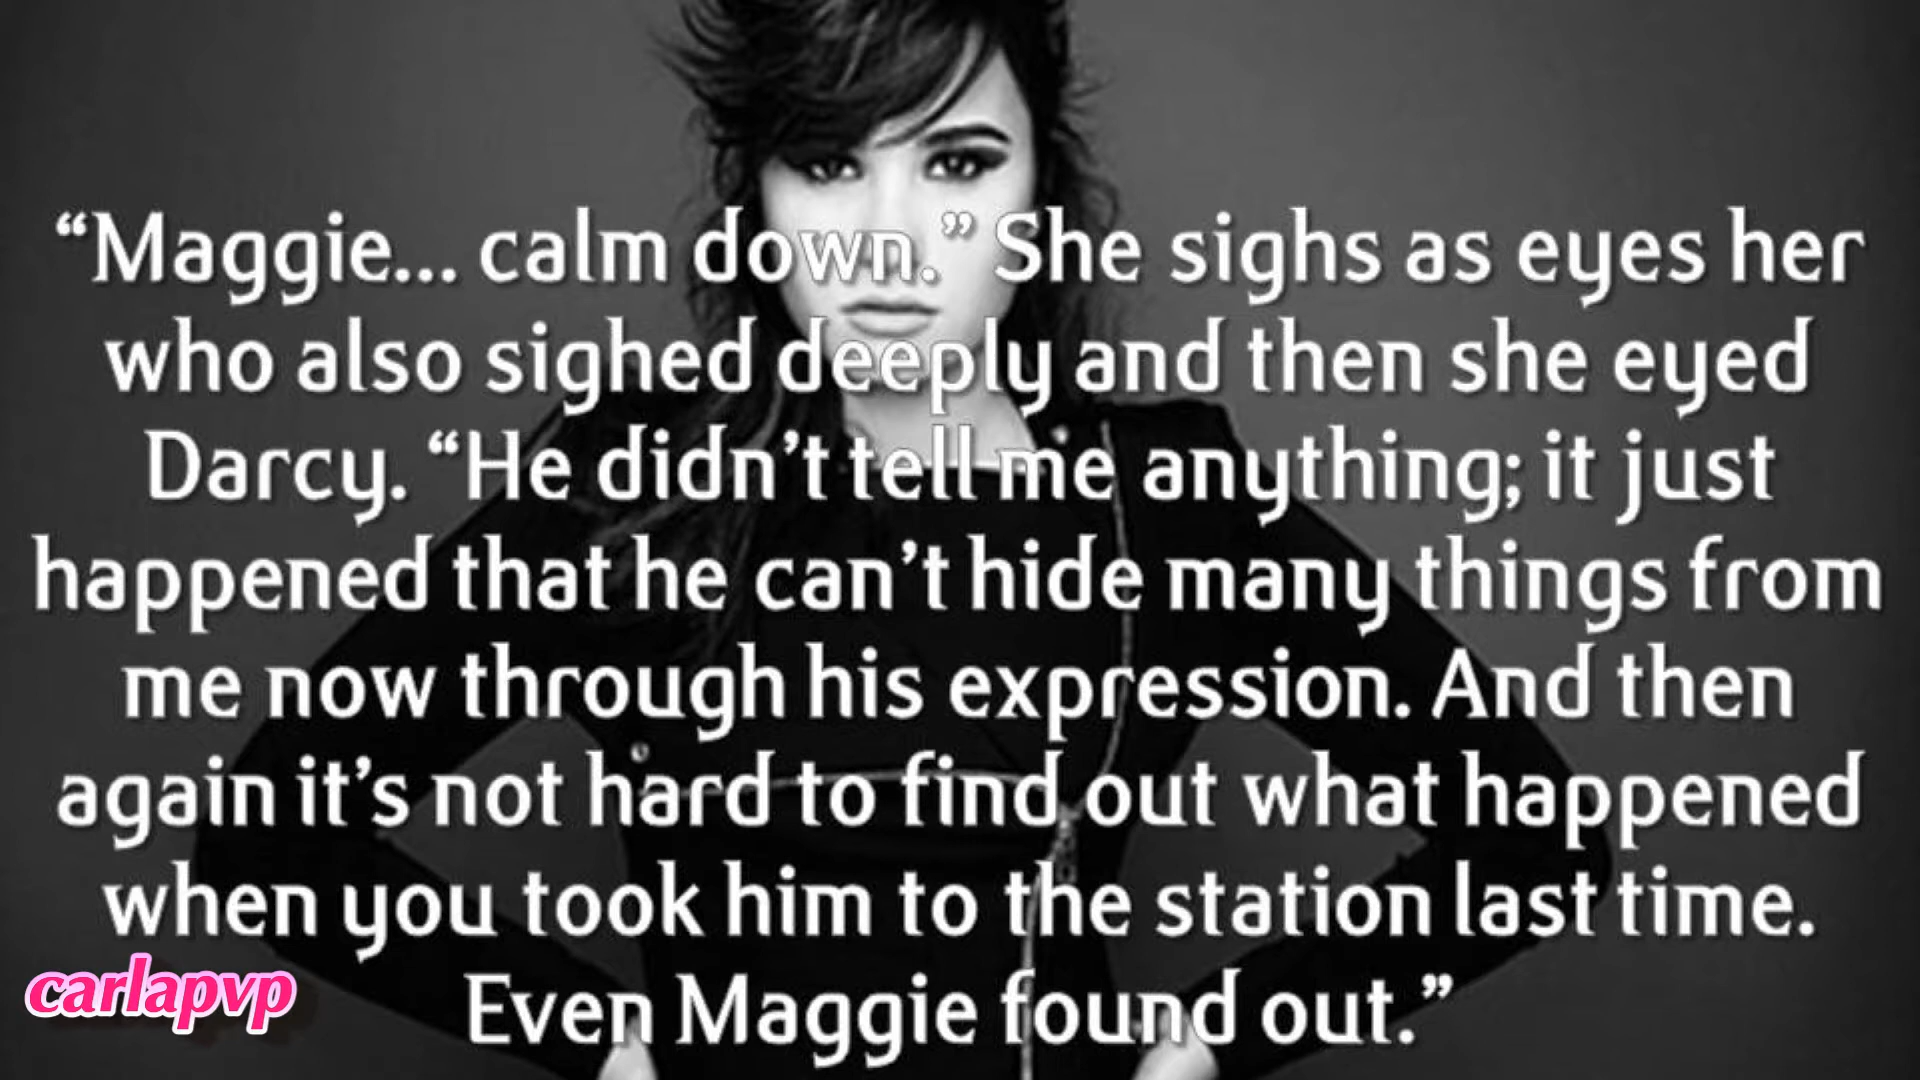 “Maggie... calm down.” She sighs as eyes her
who also sighed deeply and then she eyed
Darcy. “He didn’t tell me anything; it just
happened that he can’t hide many things from
me now through his expression. And then
again it’s not hard to find out what happened
when you took him to the station last time.
Even Maggie found out.”
carlapvp